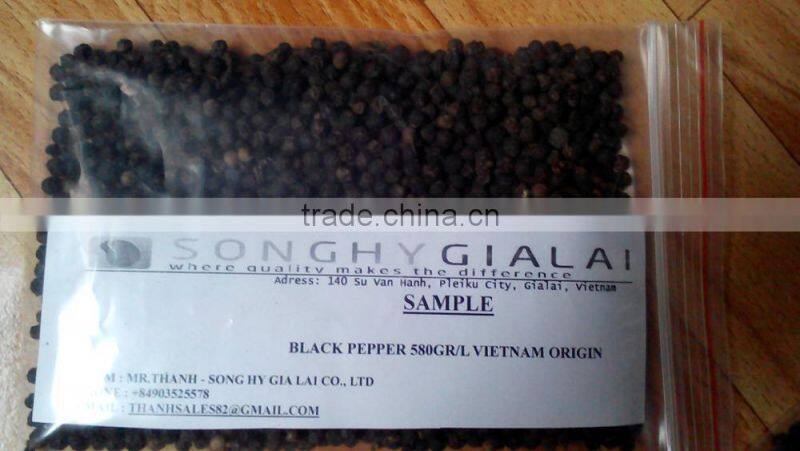 trade.china.cn
SONGHYGIALAI
where quality makes the difference
Adress: 140 Su Van Hanh, Pleiku City, Gialai, Vietnam
SAMPLE
BLACK PEPPER 580GR/L VIETNAM ORIGIN
: MR.THANH - SONG HY GIA LAI CO., LTD
: +84903525578
: THANHSALES82@GMAIL.COM